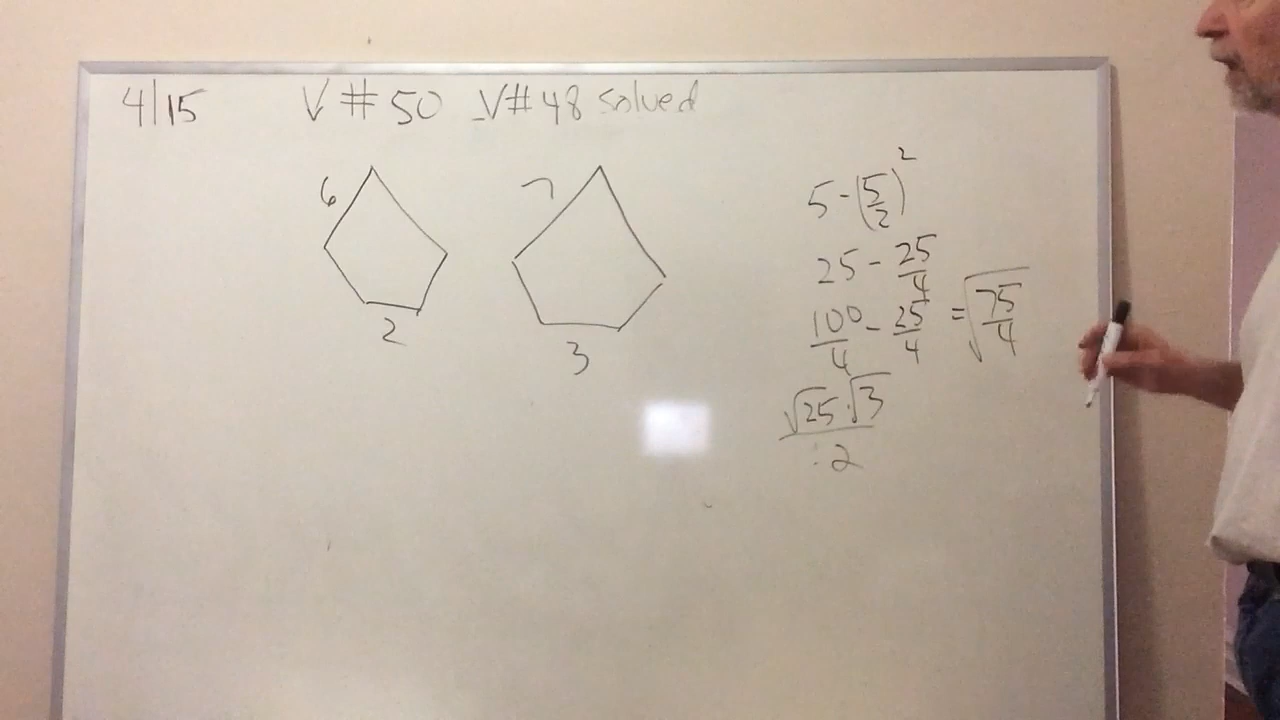 4/15 V # 50 V# 48 solved
6
2
7
3
5 - (5/2)²
25 - 25/4
100/4 - 25/4 = √75/4
√25·√3
2